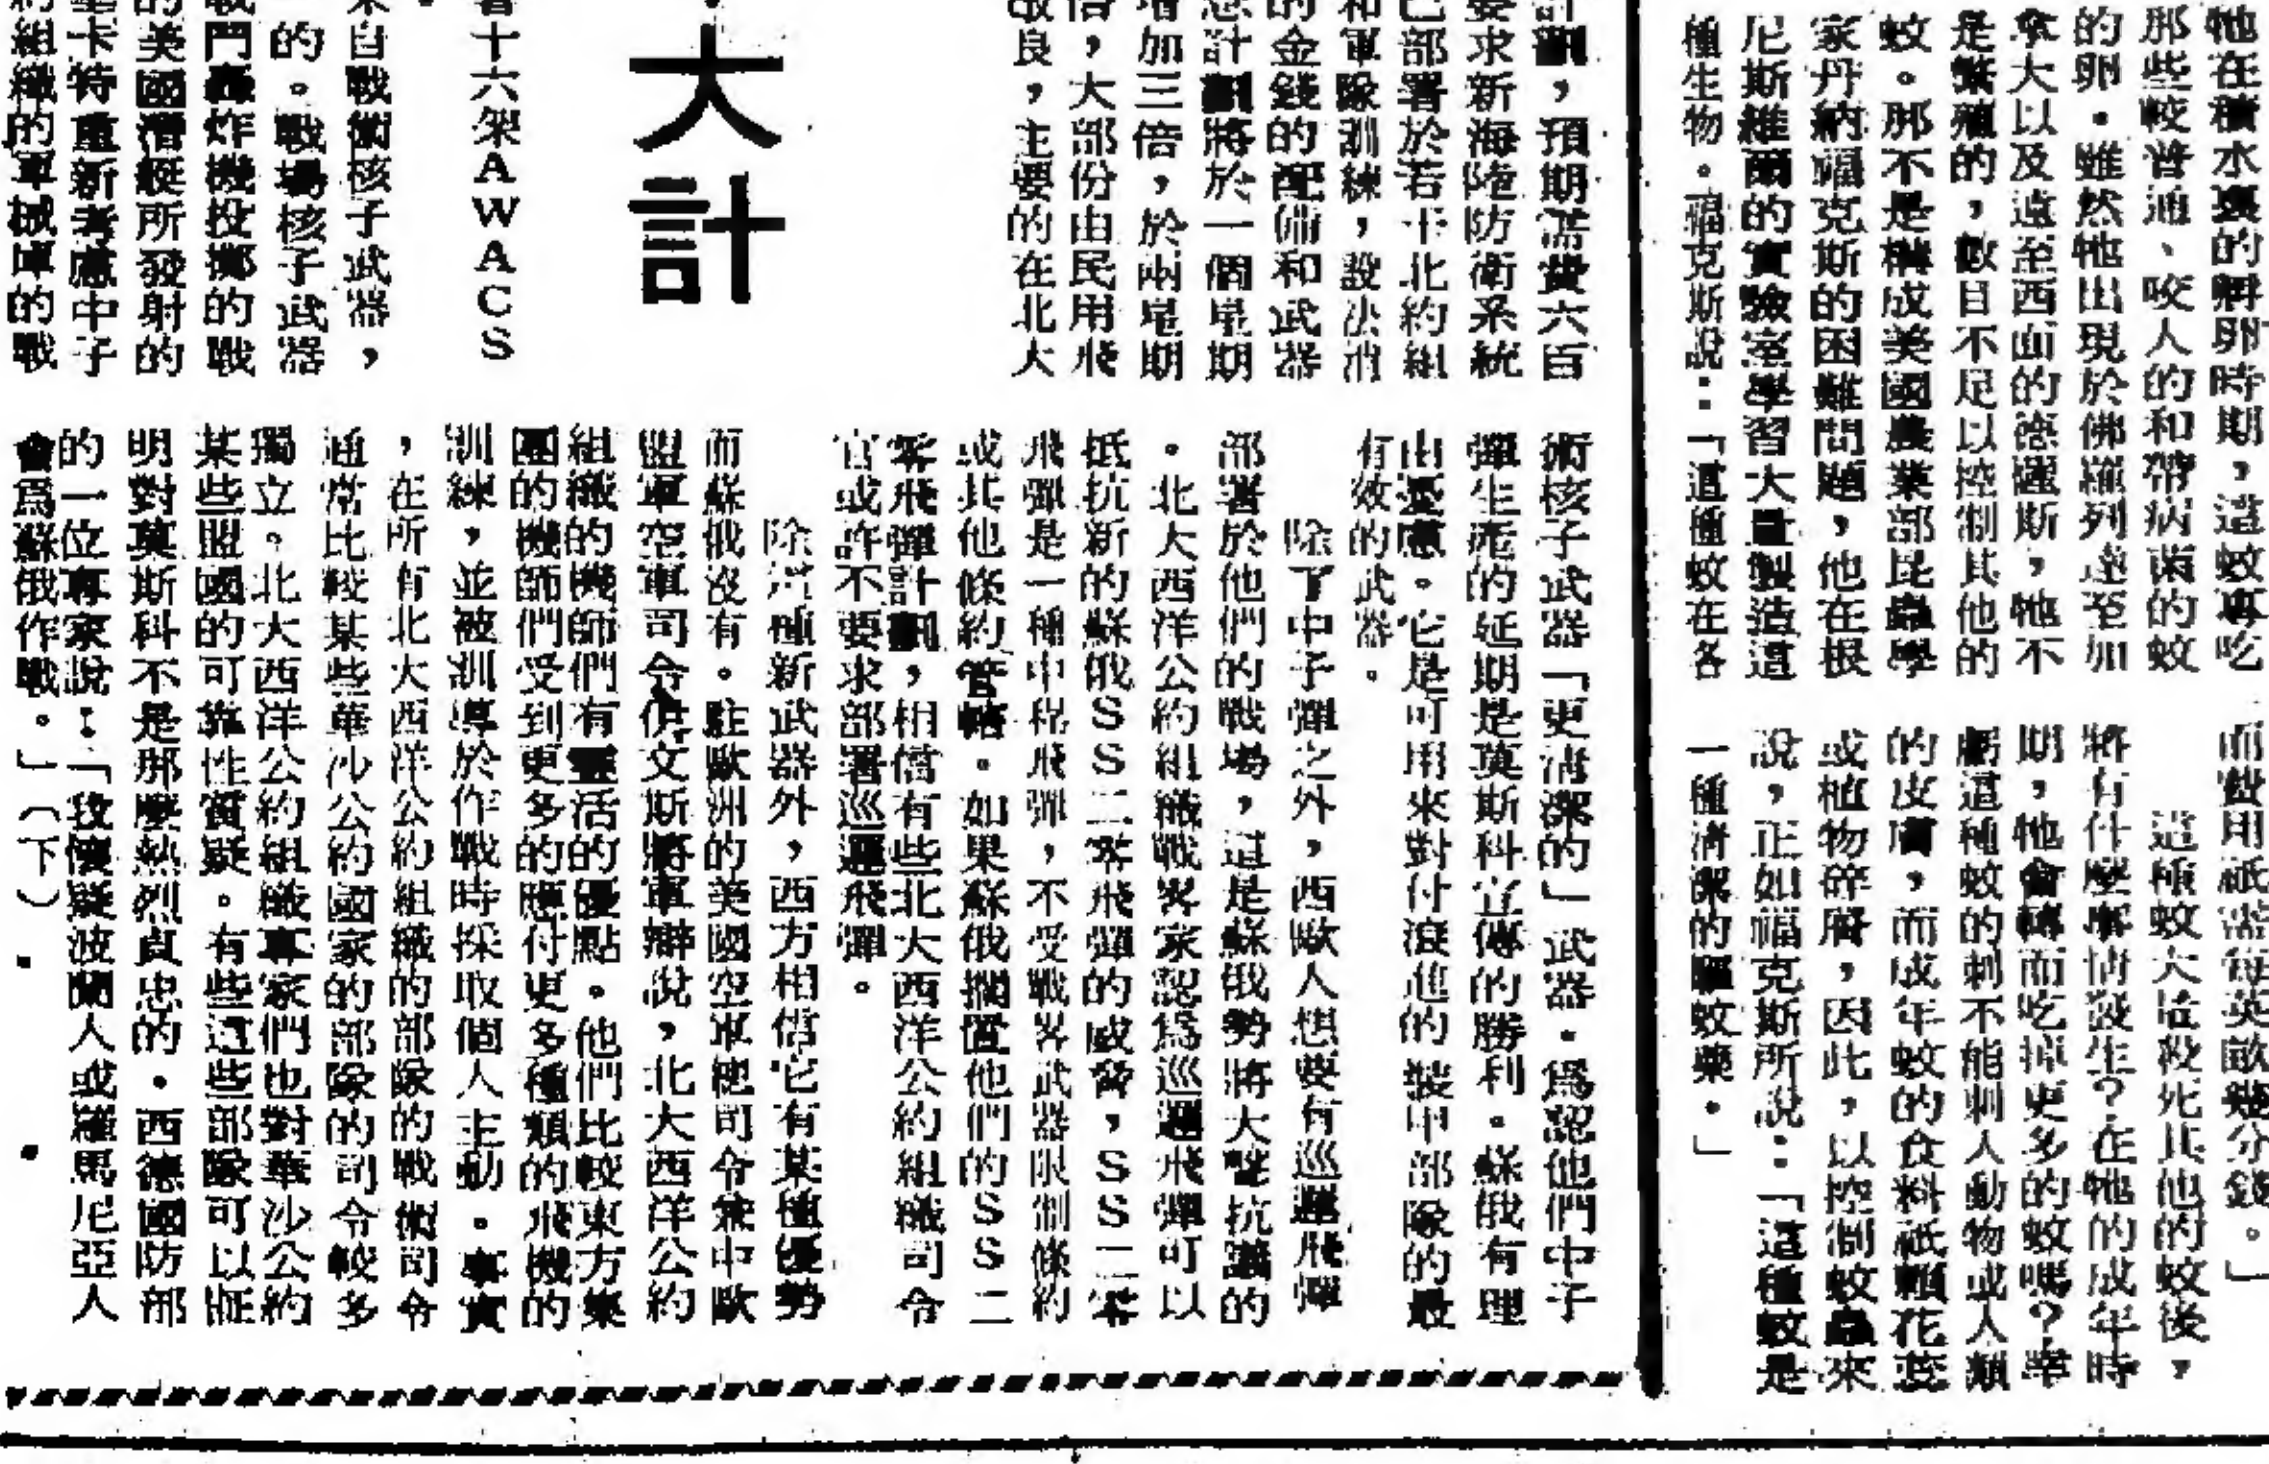 牠在積水裏的孵卵時期，這蚊專吃
那些較普通、咬人的和帶病菌的蚊
的卵．雖然牠出現於佛羅列達至加
拿大以及遠至西面的德薩斯，牠不
是繁殖的，數目不足以控制其他的
蚊。那不是構成美國農業部昆蟲學
家丹納福克斯的困難問題，他在根
尼斯維爾的實驗室學習大量製造這
種生物。福克斯說：「這種蚊在各
而費用祇需每英畝幾分錢。」
這種蚊大量殺死其他的蚊後，
將有什麼事情發生？在牠的成年時
期，牠會轉而吃掉更多的蚊嗎？幸
虧這種蚊的刺不能刺人動物或人類
的皮膚，而成年蚊的食料祇賴花蕊
或植物碎屑，因此，以控制蚊蟲來
說，正如福克斯所說：「這種蚊是
一種清潔的驅蚊藥．」
計劃，預期需費六百
要求新海陸防衛系統
已部署於若干北約組
和軍隊訓練，設法消
的金錢的配備和武器
計劃將於一個星期
增加三倍，於兩星期
倍，大部份由民用飛
改良，主要的在北大
大計
署十六架AWACS
來自戰術核子武器，
的。戰場核子武器
戰鬥轟炸機投擲的戰
的美國潛艇所發射的
卡特重新考慮中子
約組織的軍械庫的戰
術核子武器「更清潔的」武器．為認他們中子
彈生產的延期是莫斯科宣傳的勝利．蘇俄有理
由憂慮。它是可用來對付滾進的裝甲部隊的最
有效的武器．
除了中子彈之外，西歐人想要有巡邏飛彈
部署於他們的戰場，這是蘇俄勢將大聲抗議的
。北大西洋公約組織戰畧家認為巡邏飛彈可以
抵抗新的蘇俄SS二零飛彈的威脅，SS二零
飛彈是一種中程飛彈，不受戰畧武器限制條約
或其他條約管轄．如果蘇俄擱置他們的SS二
零飛彈計劃，相信有些北大西洋公約組織司令
官或許不要求部署巡邏飛彈。
除這種新武器外，西方相信它有某種優勢
而蘇俄沒有。駐歐洲的美國空軍總司令兼中歐
盟軍空軍司令伊文斯將軍辯說，北大西洋公約
組織的機師們有靈活的優點．他們比較東方集
團的機師們受到更多的應付更多種類的飛機的
訓練，並被訓導於作戰時採取個人主動．事實
，在所有北大西洋公約組織的部隊的戰術司令
通常比較某些華沙公約國家的部隊的司令較多
獨立。北大西洋公約組織專家們也對華沙公約
某些盟國的可靠性質疑。有些這些部隊可以証
明對莫斯科不是那麼熱烈貞忠的．西德國防部
的一位專家說：「我懷疑波蘭人或羅馬尼亞人
會為蘇俄作戰。」（下）